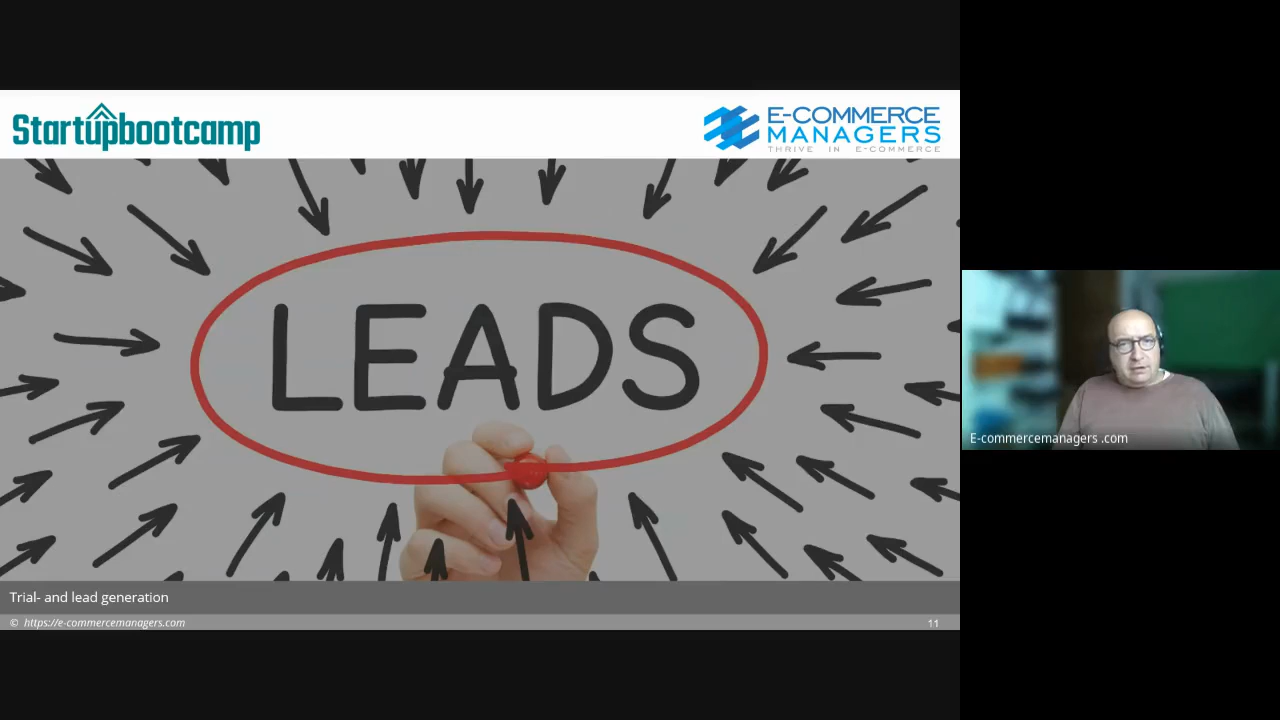 Startupbootcamp
E-COMMERCE
MANAGERS
THRIVE IN E-COMMERCE
LEADS
E-commercemanagers .com
Trial- and lead generation
© https://e-commercemanagers.com
11